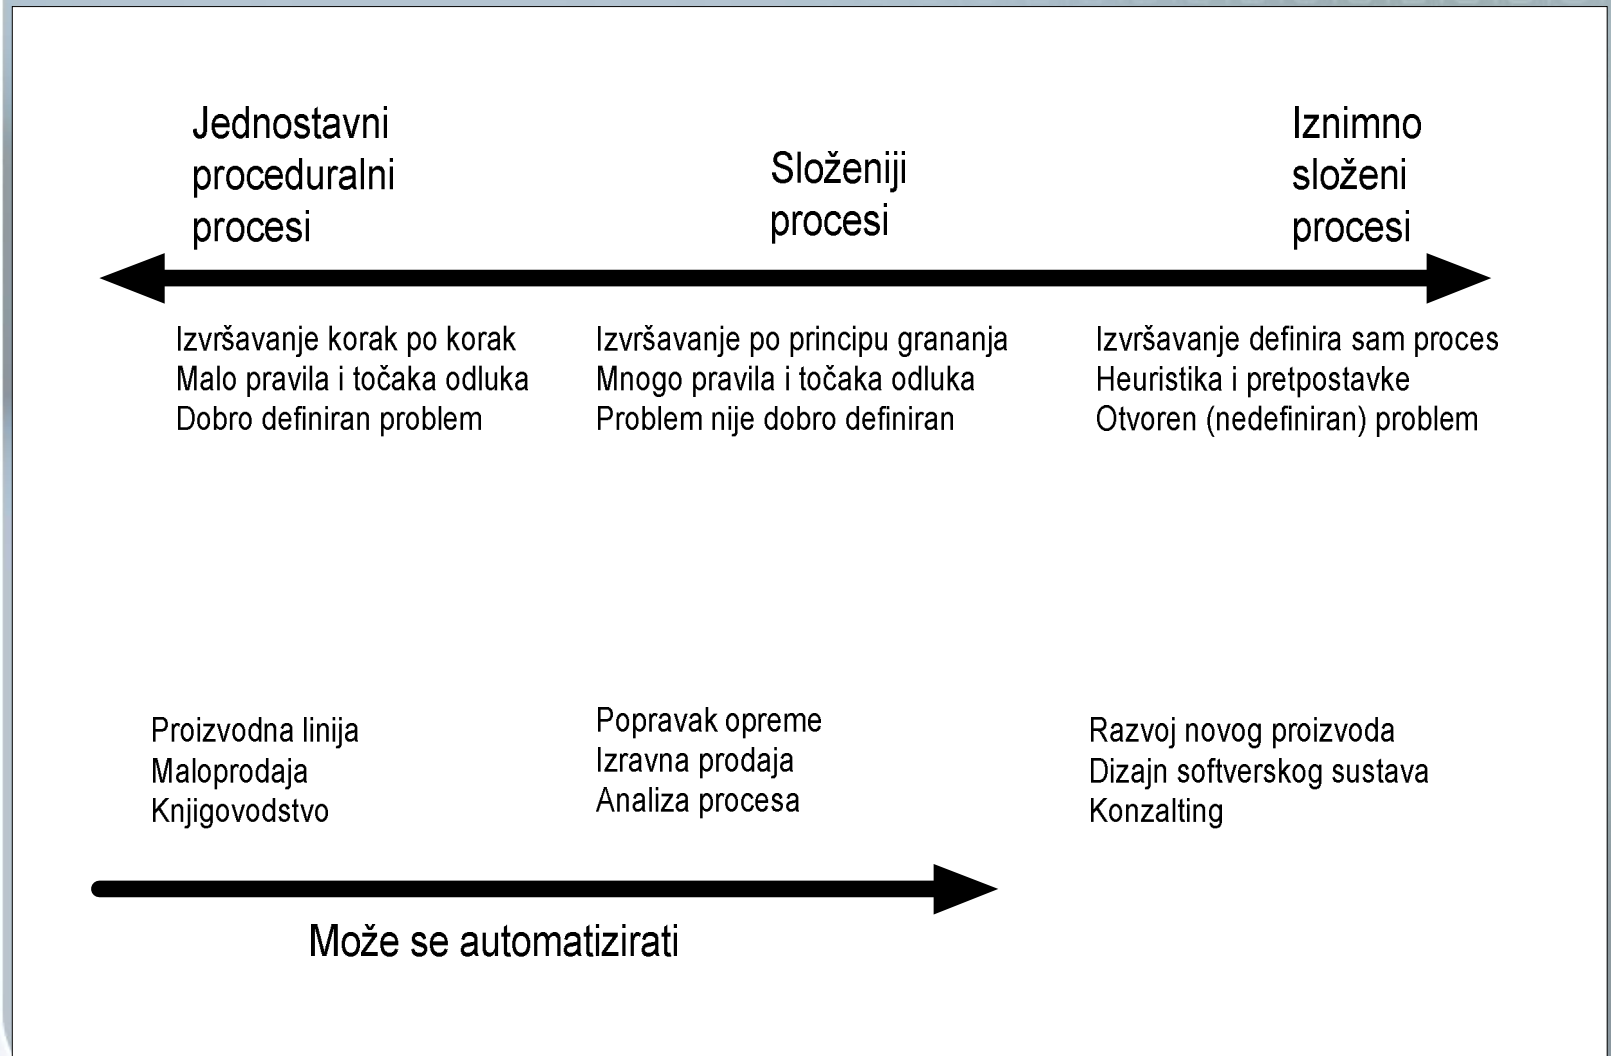 Jednostavni
proceduralni
procesi
Složeniji
procesi
Iznimno
složeni
procesi
Izvršavanje korak po korak
Malo pravila i točaka odluka
Dobro definiran problem
Izvršavanje po principu grananja
Mnogo pravila i točaka odluka
Problem nije dobro definiran
Izvršavanje definira sam proces
Heuristika i pretpostavke
Otvoren (nedefiniran) problem
Proizvodna linija
Maloprodaja
Knjigovodstvo
Popravak opreme
Izravna prodaja
Analiza procesa
Razvoj novog proizvoda
Dizajn softverskog sustava
Konzalting
Može se automatizirati